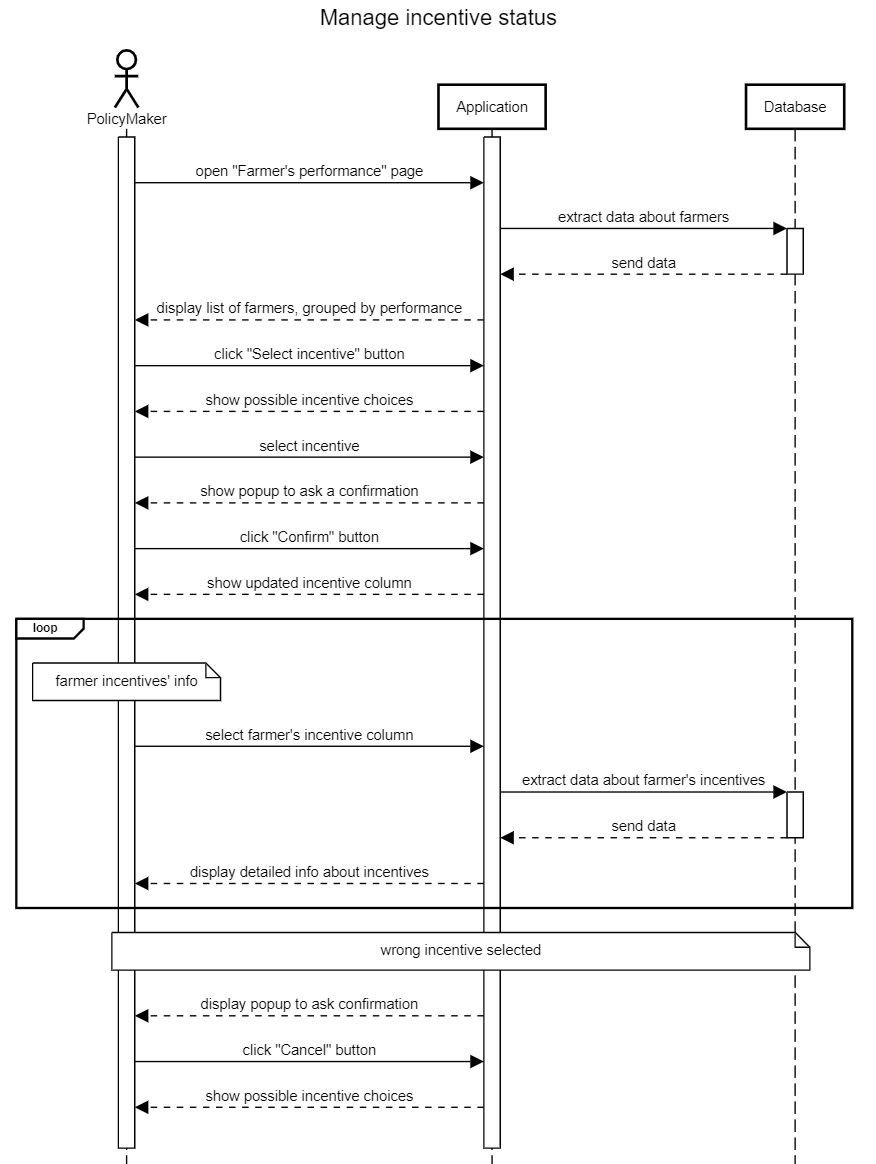 Manage incentive status
PolicyMaker
Application
Database
open "Farmer's performance" page
extract data about farmers
send data
display list of farmers, grouped by performance
click "Select incentive" button
show possible incentive choices
select incentive
show popup to ask a confirmation
click "Confirm" button
show updated incentive column
loop
farmer incentives' info
select farmer's incentive column
extract data about farmer's incentives
send data
display detailed info about incentives
wrong incentive selected
display popup to ask confirmation
click "Cancel" button
show possible incentive choices